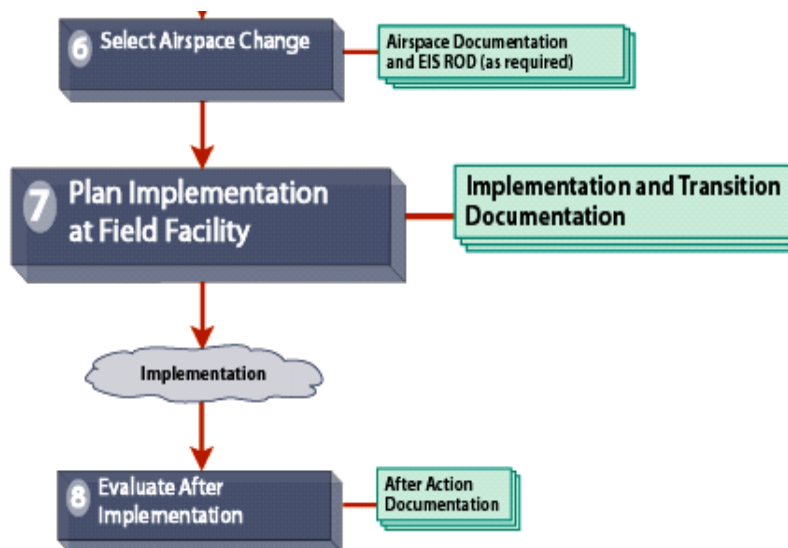 6 Select Airspace Change
Airspace Documentation
and EIS ROD (as required)
7 Plan Implementation
at Field Facility
Implementation and Transition
Documentation
Implementation
8 Evaluate After
Implementation
After Action
Documentation